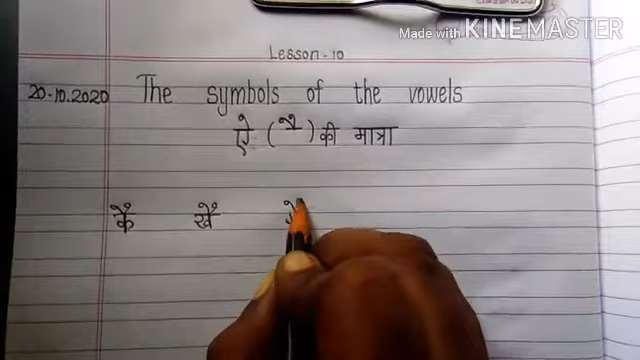 Made with KINEMASTER
Lesson-10
20-10.2020 The symbols of the vowels
ऐ ( ै ) की मात्रा
कै खै